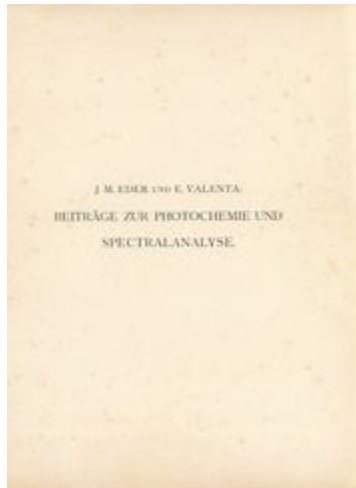 J. M. EDER UND E. VALENTA.
BEITRÄGE ZUR PHOTOCHEMIE UND
SPECTRALANALYSE.